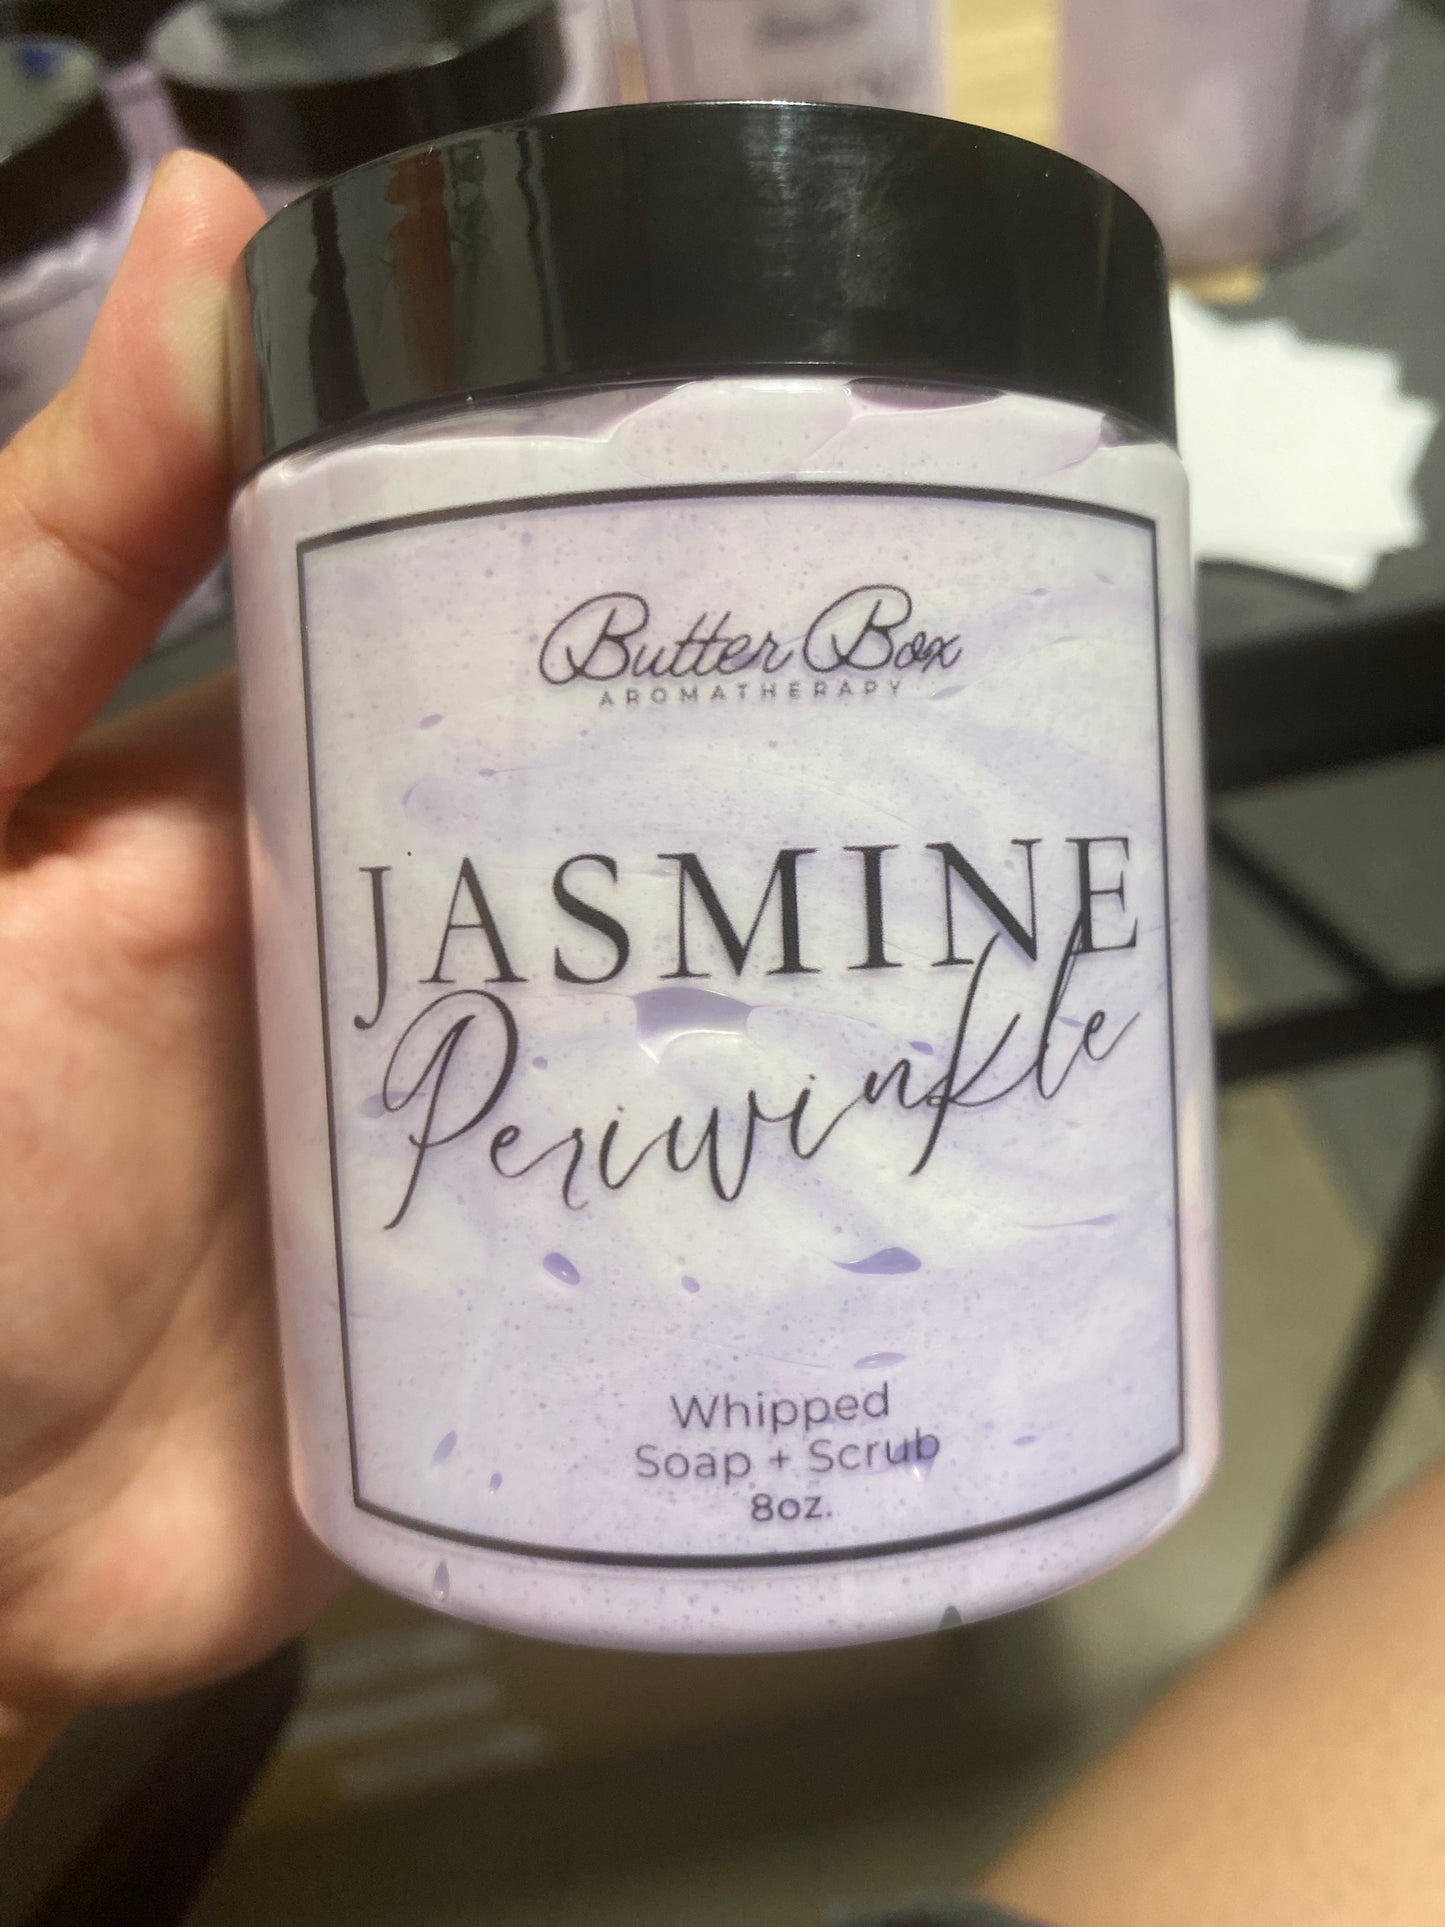 Butter Box
AROMATHERAPY
JASMINE
Periwinkle
Whipped
Soap + Scrub
8oz.